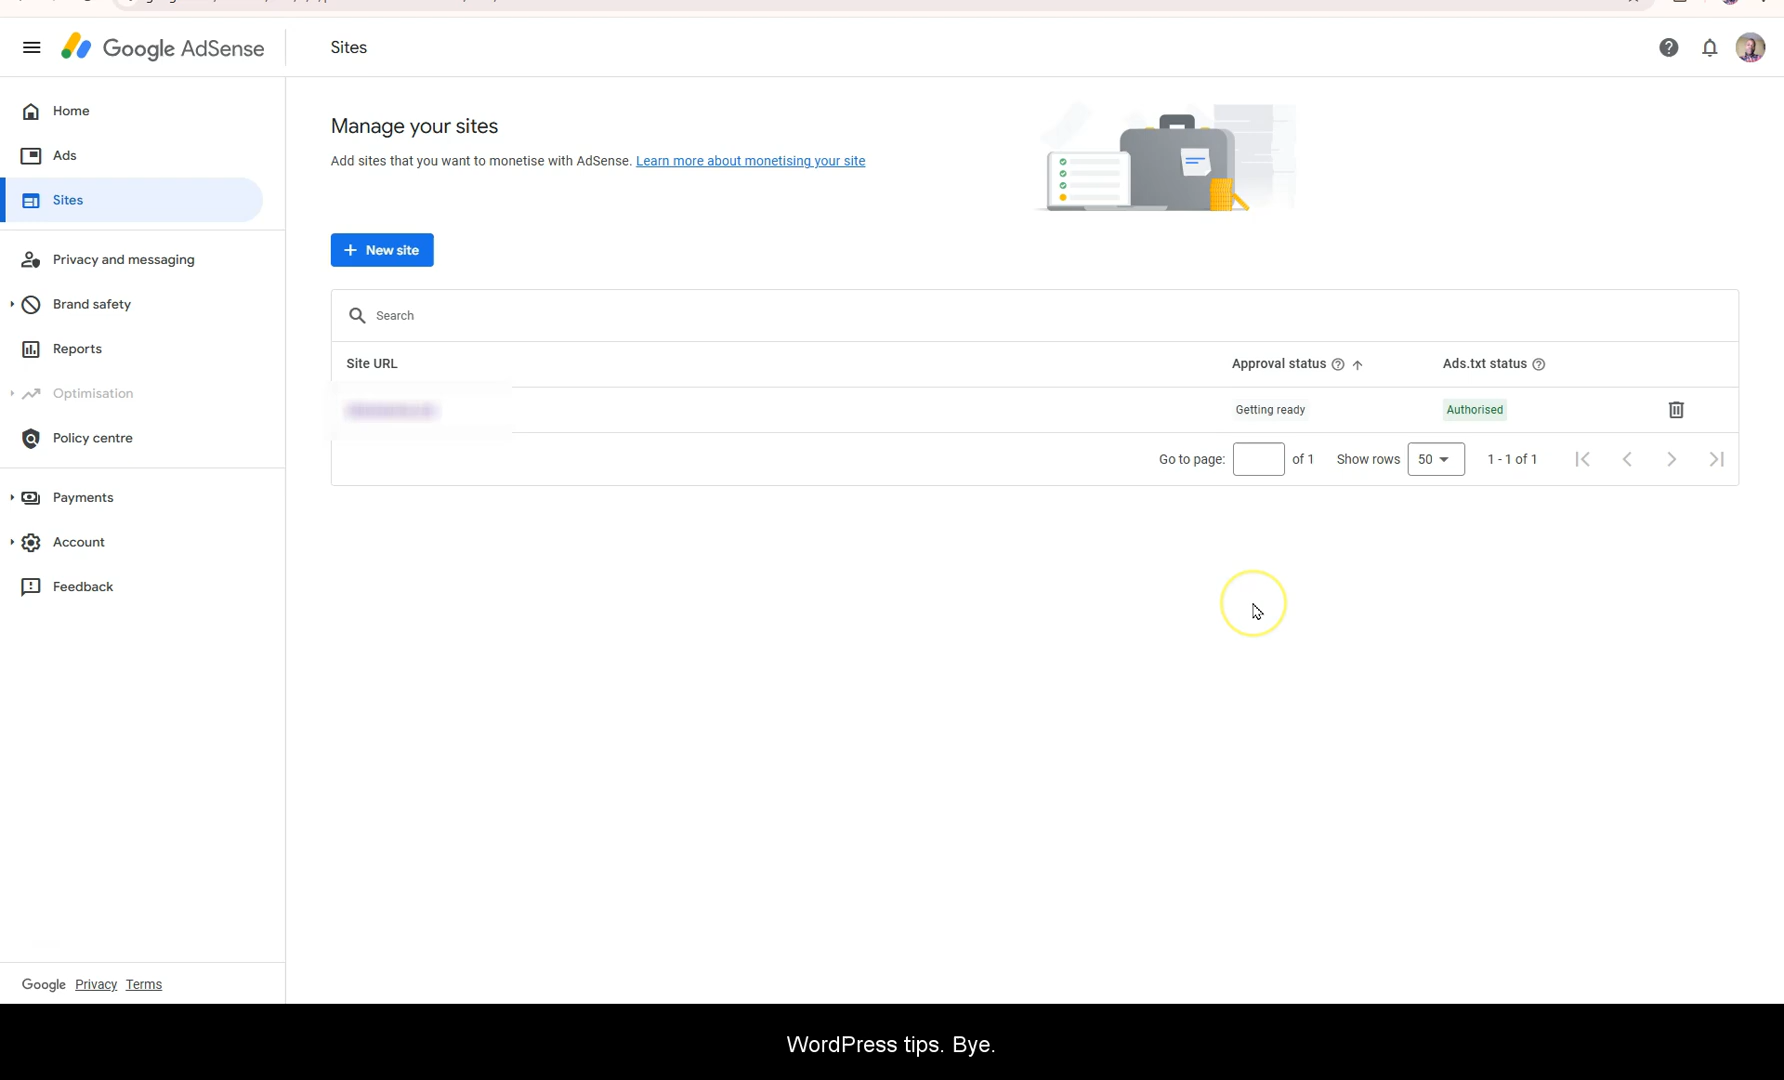 Google AdSense
Sites
Home
Ads
Sites
Privacy and messaging
Brand safety
Reports
Optimisation
Policy centre
Payments
Account
Feedback
Google Privacy Terms
Manage your sites
Add sites that you want to monetise with AdSense. Learn more about monetising your site
+ New site
Search
Site URL Approval status Ads.txt status
Getting ready Authorised
Go to page: of 1 Show rows 50 1 - 1 of 1
WordPress tips. Bye.